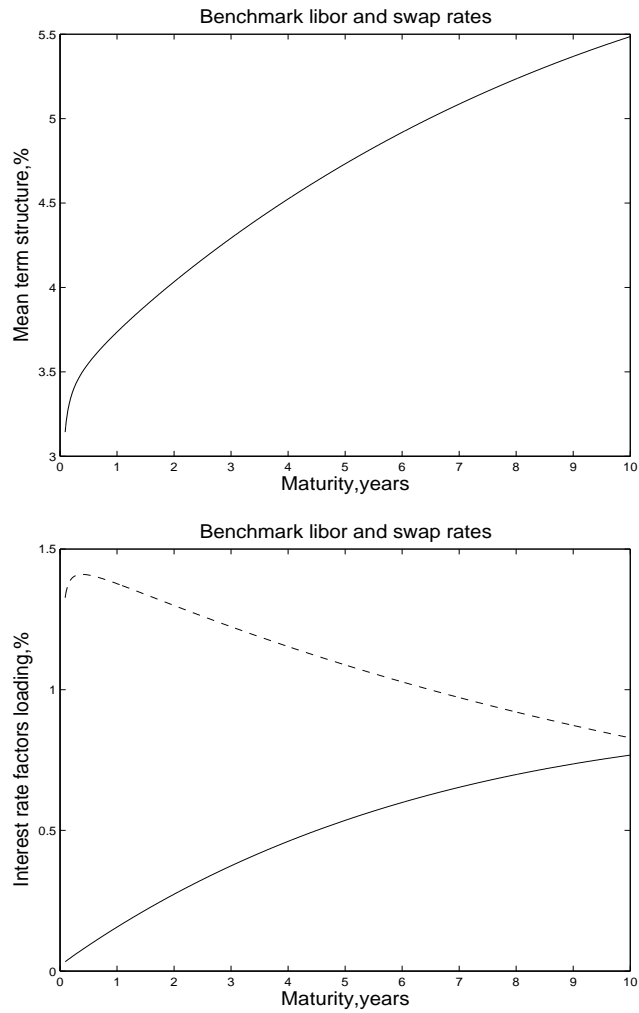 Benchmark libor and swap rates
5.5
5
4.5
4
3.5
3
Mean term structure,%
0 1 2 3 4 5 6 7 8 9 10
Maturity,years
Benchmark libor and swap rates
1.5
1
0.5
0
Interest rate factors loading,%
0 1 2 3 4 5 6 7 8 9 10
Maturity,years